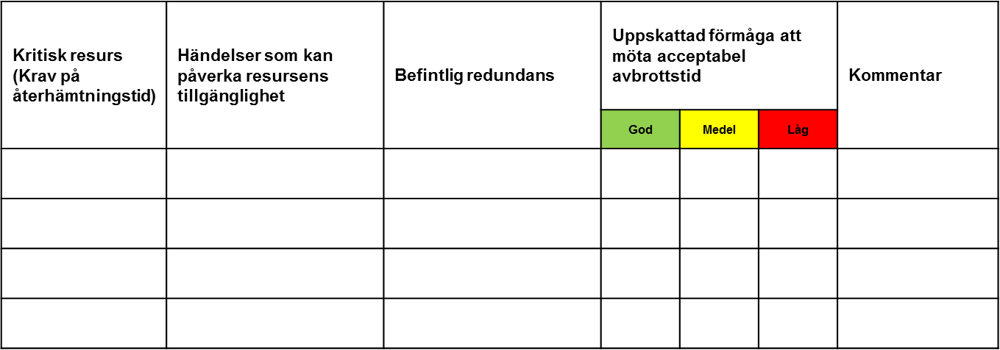 Kritisk resurs
(Krav på
återhämtningstid)
Händelser som kan
påverka resursens
tillgänglighet
Befintlig redundans
Uppskattad förmåga att
möta acceptabel
avbrottstid
Kommentar
God
Medel
Låg